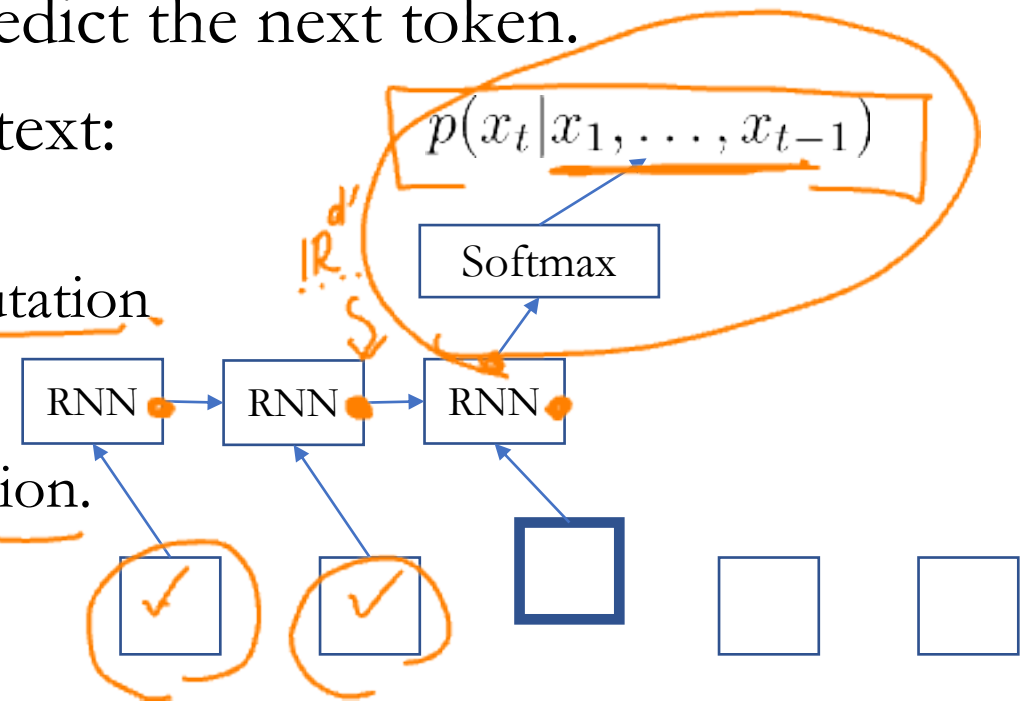 edict the next token.
text:
p(x_t|x_1, ..., x_{t-1})
ℝ^{d'}
Softmax
utation
RNN RNN RNN
ion.